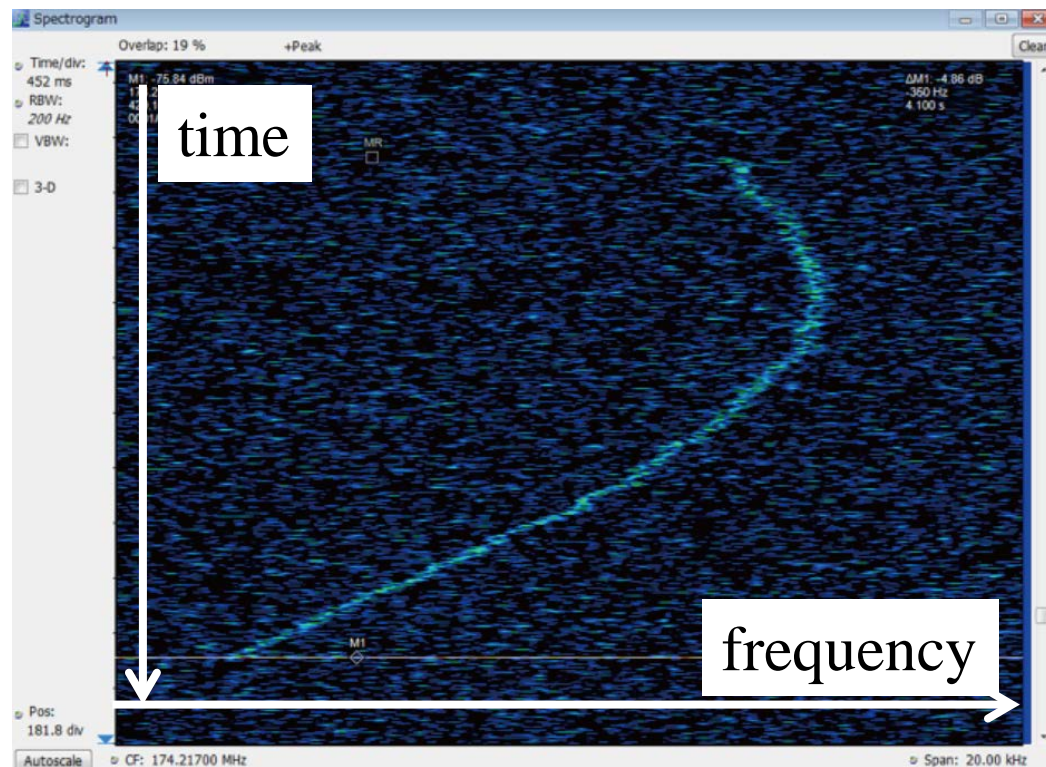 Spectrogram
Overlap: 19 %
+Peak
Clear
Time/div:
452 ms
RBW:
200 Hz
VBW:
3-D
M1: -75.84 dBm
ΔM1: -4.86 dB
-360 Hz
4.100 s
time
MR
M1
frequency
Pos:
181.8 div
Autoscale
CF: 174.21700 MHz
Span: 20.00 kHz